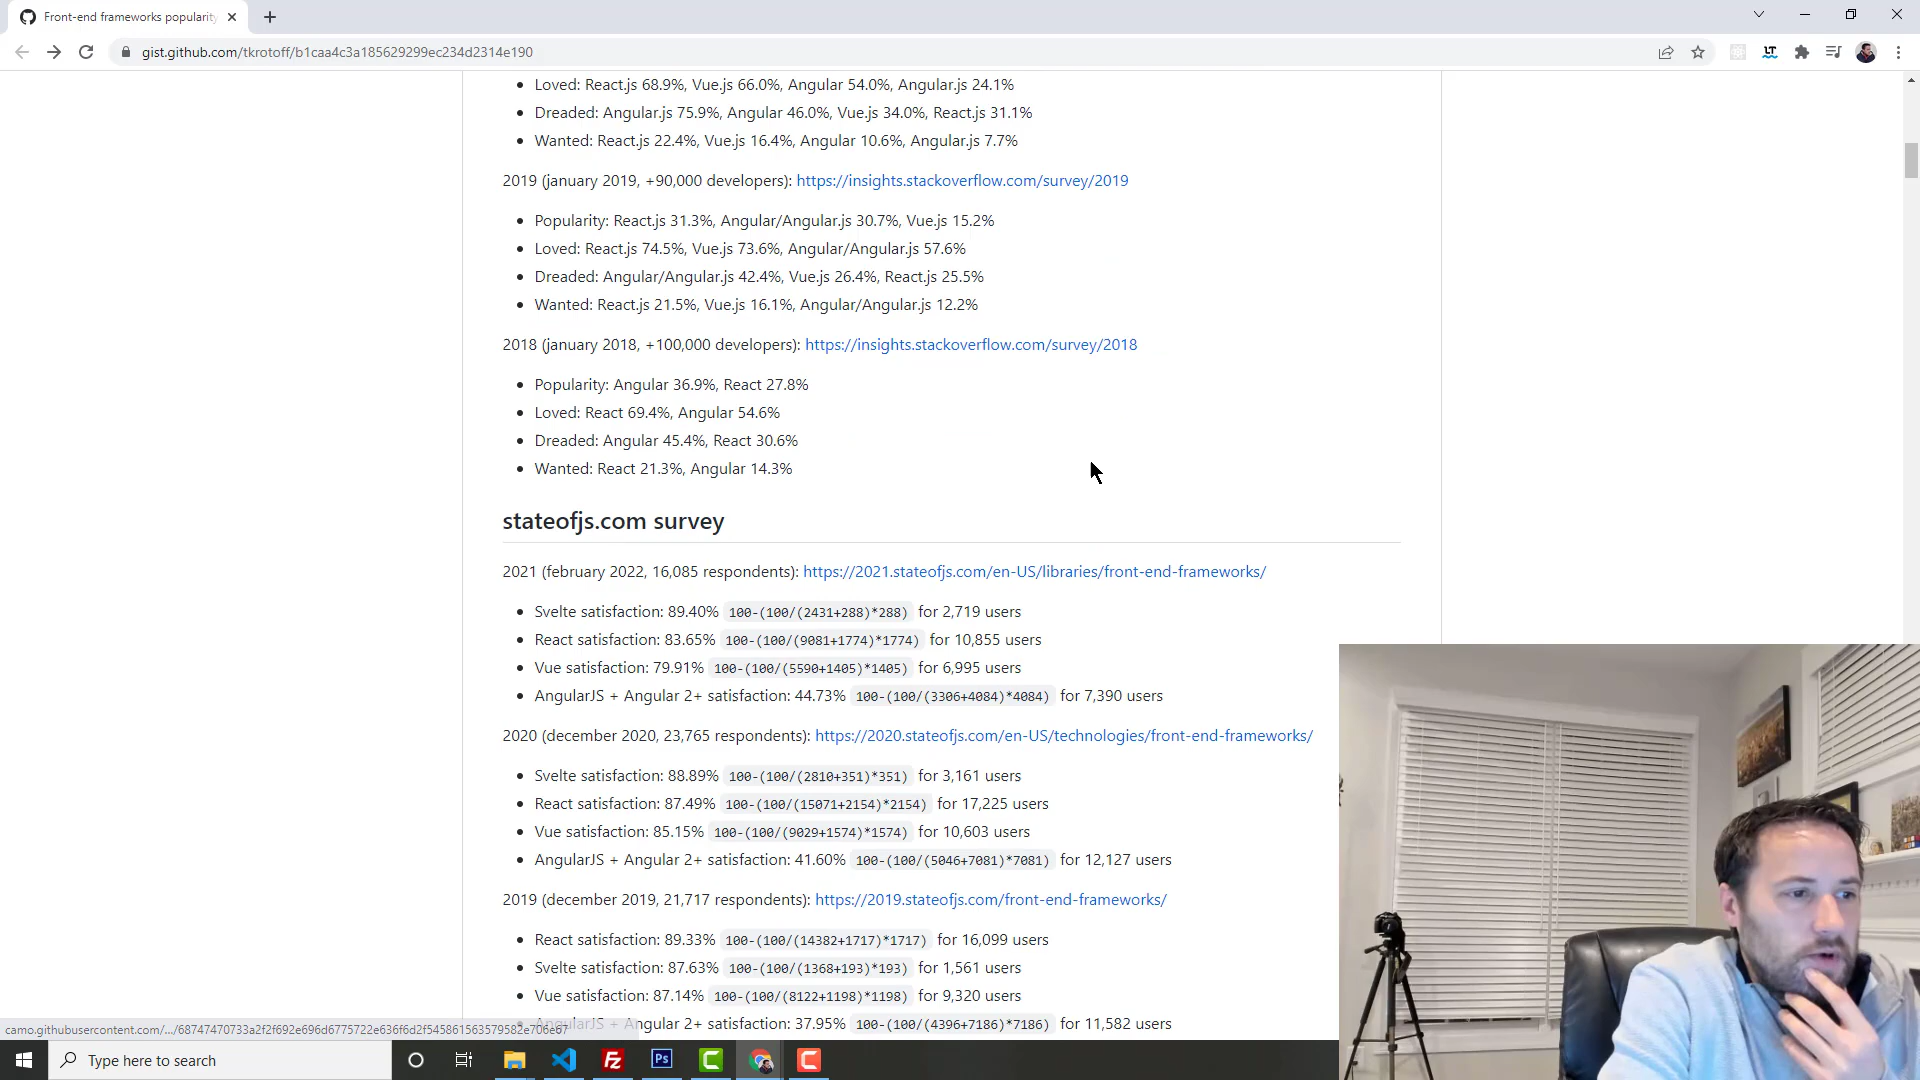 Front-end frameworks popularity
gist.github.com/tkrotoff/b1caa4c3a185629299ec234d2314e190
Loved: React.js 68.9%, Vue.js 66.0%, Angular 54.0%, Angular.js 24.1%
Dreaded: Angular.js 75.9%, Angular 46.0%, Vue.js 34.0%, React.js 31.1%
Wanted: React.js 22.4%, Vue.js 16.4%, Angular 10.6%, Angular.js 7.7%
2019 (january 2019, +90,000 developers): https://insights.stackoverflow.com/survey/2019
Popularity: React.js 31.3%, Angular/Angular.js 30.7%, Vue.js 15.2%
Loved: React.js 74.5%, Vue.js 73.6%, Angular/Angular.js 57.6%
Dreaded: Angular/Angular.js 42.4%, Vue.js 26.4%, React.js 25.5%
Wanted: React.js 21.5%, Vue.js 16.1%, Angular/Angular.js 12.2%
2018 (january 2018, +100,000 developers): https://insights.stackoverflow.com/survey/2018
Popularity: Angular 36.9%, React 27.8%
Loved: React 69.4%, Angular 54.6%
Dreaded: Angular 45.4%, React 30.6%
Wanted: React 21.3%, Angular 14.3%
stateofjs.com survey
2021 (february 2022, 16,085 respondents): https://2021.stateofjs.com/en-US/libraries/front-end-frameworks/
Svelte satisfaction: 89.40% 100-(100/(2431+288)*288) for 2,719 users
React satisfaction: 83.65% 100-(100/(9081+1774)*1774) for 10,855 users
Vue satisfaction: 79.91% 100-(100/(5590+1405)*1405) for 6,995 users
AngularJS + Angular 2+ satisfaction: 44.73% 100-(100/(3306+4084)*4084) for 7,390 users
2020 (december 2020, 23,765 respondents): https://2020.stateofjs.com/en-US/technologies/front-end-frameworks/
Svelte satisfaction: 88.89% 100-(100/(2810+351)*351) for 3,161 users
React satisfaction: 87.49% 100-(100/(15071+2154)*2154) for 17,225 users
Vue satisfaction: 85.15% 100-(100/(9029+1574)*1574) for 10,603 users
AngularJS + Angular 2+ satisfaction: 41.60% 100-(100/(5046+7081)*7081) for 12,127 users
2019 (december 2019, 21,717 respondents): https://2019.stateofjs.com/front-end-frameworks/
React satisfaction: 89.33% 100-(100/(14382+1717)*1717) for 16,099 users
Svelte satisfaction: 87.63% 100-(100/(1368+193)*193) for 1,561 users
Vue satisfaction: 87.14% 100-(100/(8122+1198)*1198) for 9,320 users
AngularJS + Angular 2+ satisfaction: 37.95% 100-(100/(4396+7186)*7186) for 11,582 users
Type here to search